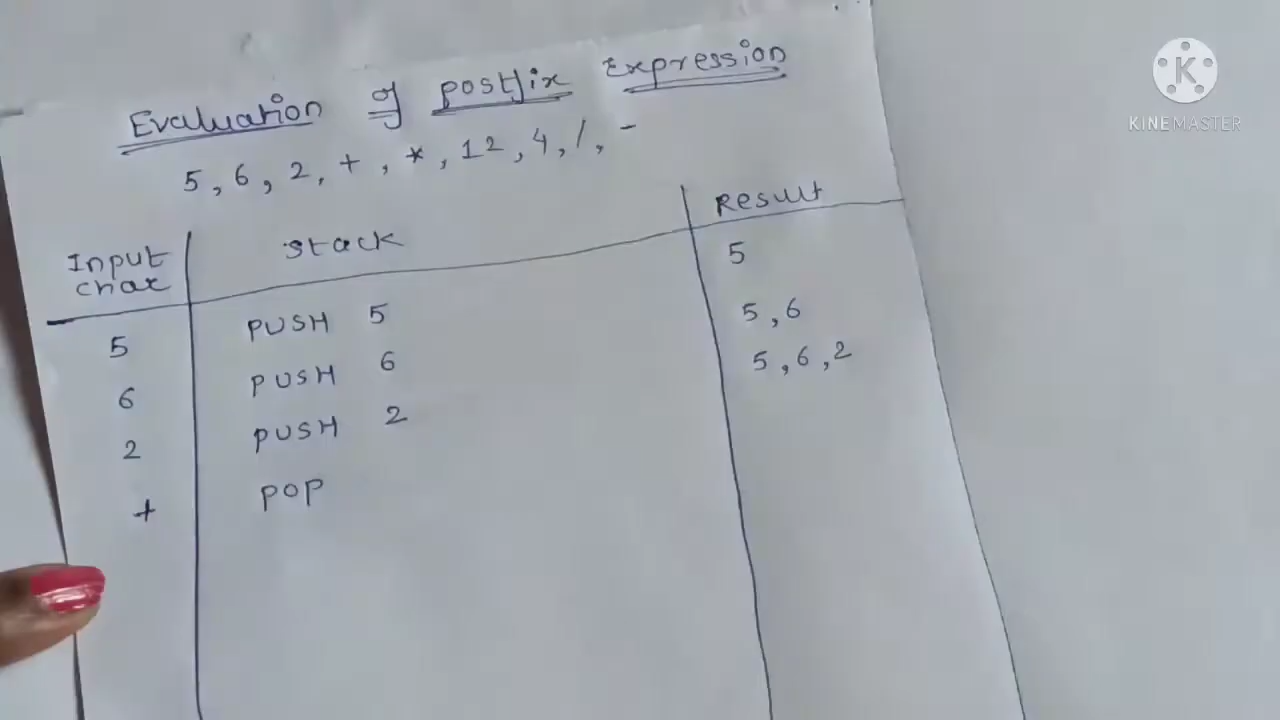 Evaluation of postfix Expression
5, 6, 2, +, *, 12, 4, /, -
Input char Stack Result
5 PUSH 5 5
6 PUSH 6 5, 6
2 PUSH 2 5, 6, 2
+ POP
K
KINEMASTER